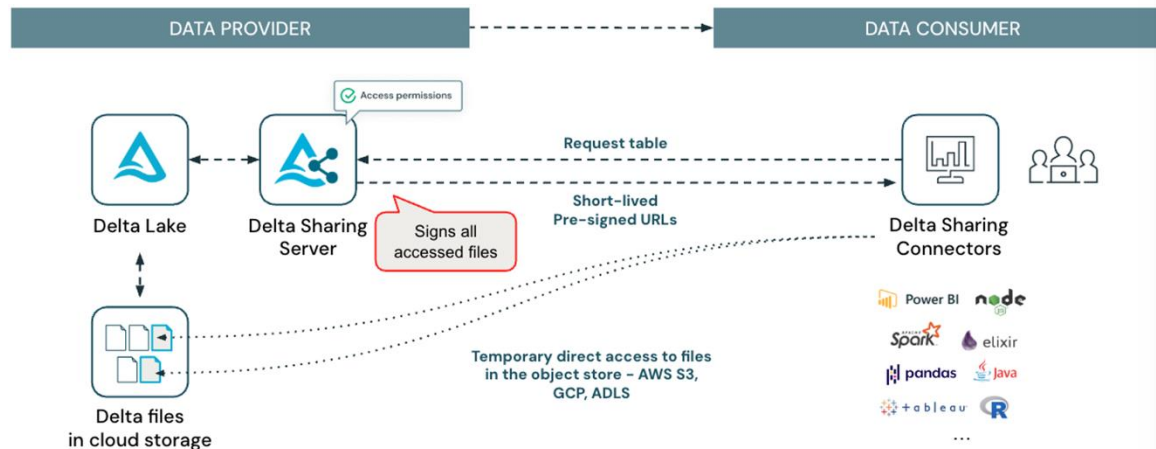 DATA PROVIDER
DATA CONSUMER
Access permissions
Request table
Short-lived
Pre-signed URLs
Delta Lake
Delta Sharing
Server
Signs all
accessed files
Delta Sharing
Connectors
Power BI
node
JS
APACHE
Spark
elixir
pandas
Java
+ a b l e a u
R
Temporary direct access to files
in the object store – AWS S3,
GCP, ADLS
Delta files
in cloud storage
...